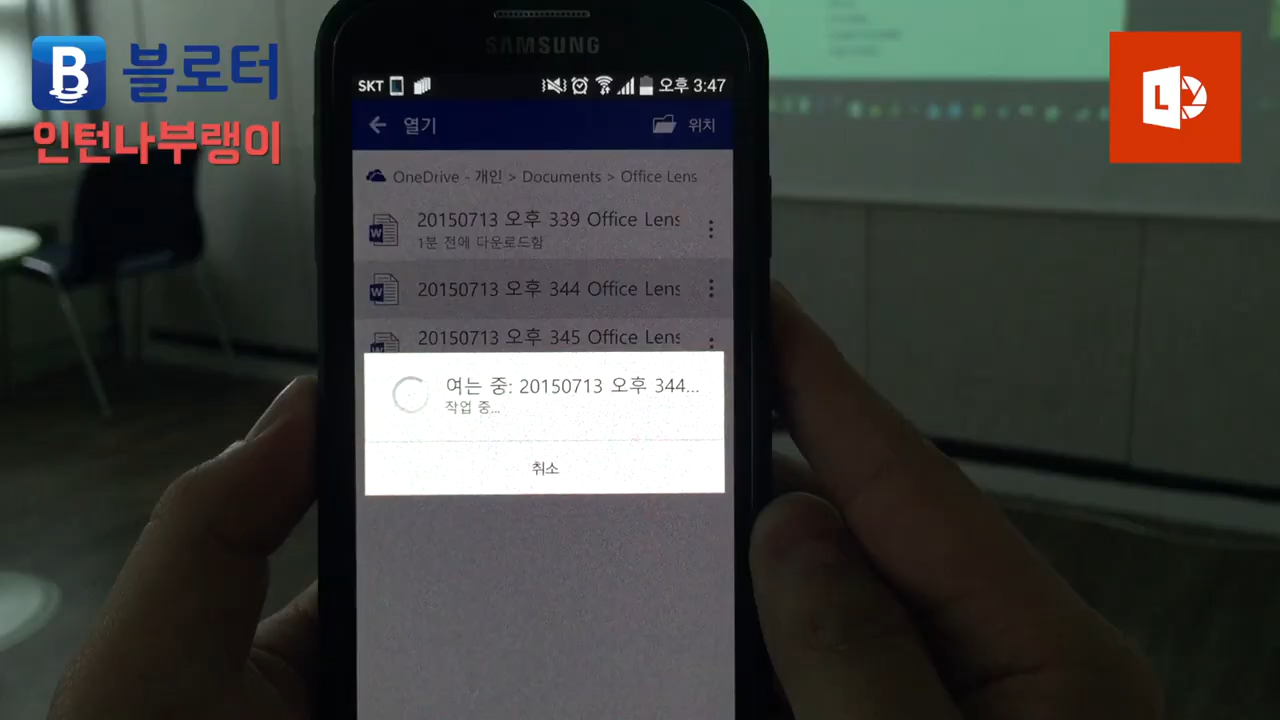 B 블로터
인턴나부랭이
L
SAMSUNG
SKT 오후 3:47
열기 위치
OneDrive - 개인 > Documents > Office Lens
20150713 오후 339 Office Lens
1분 전에 다운로드함
20150713 오후 344 Office Lens
20150713 오후 345 Office Lens
여는 중: 20150713 오후 344...
작업 중...
취소